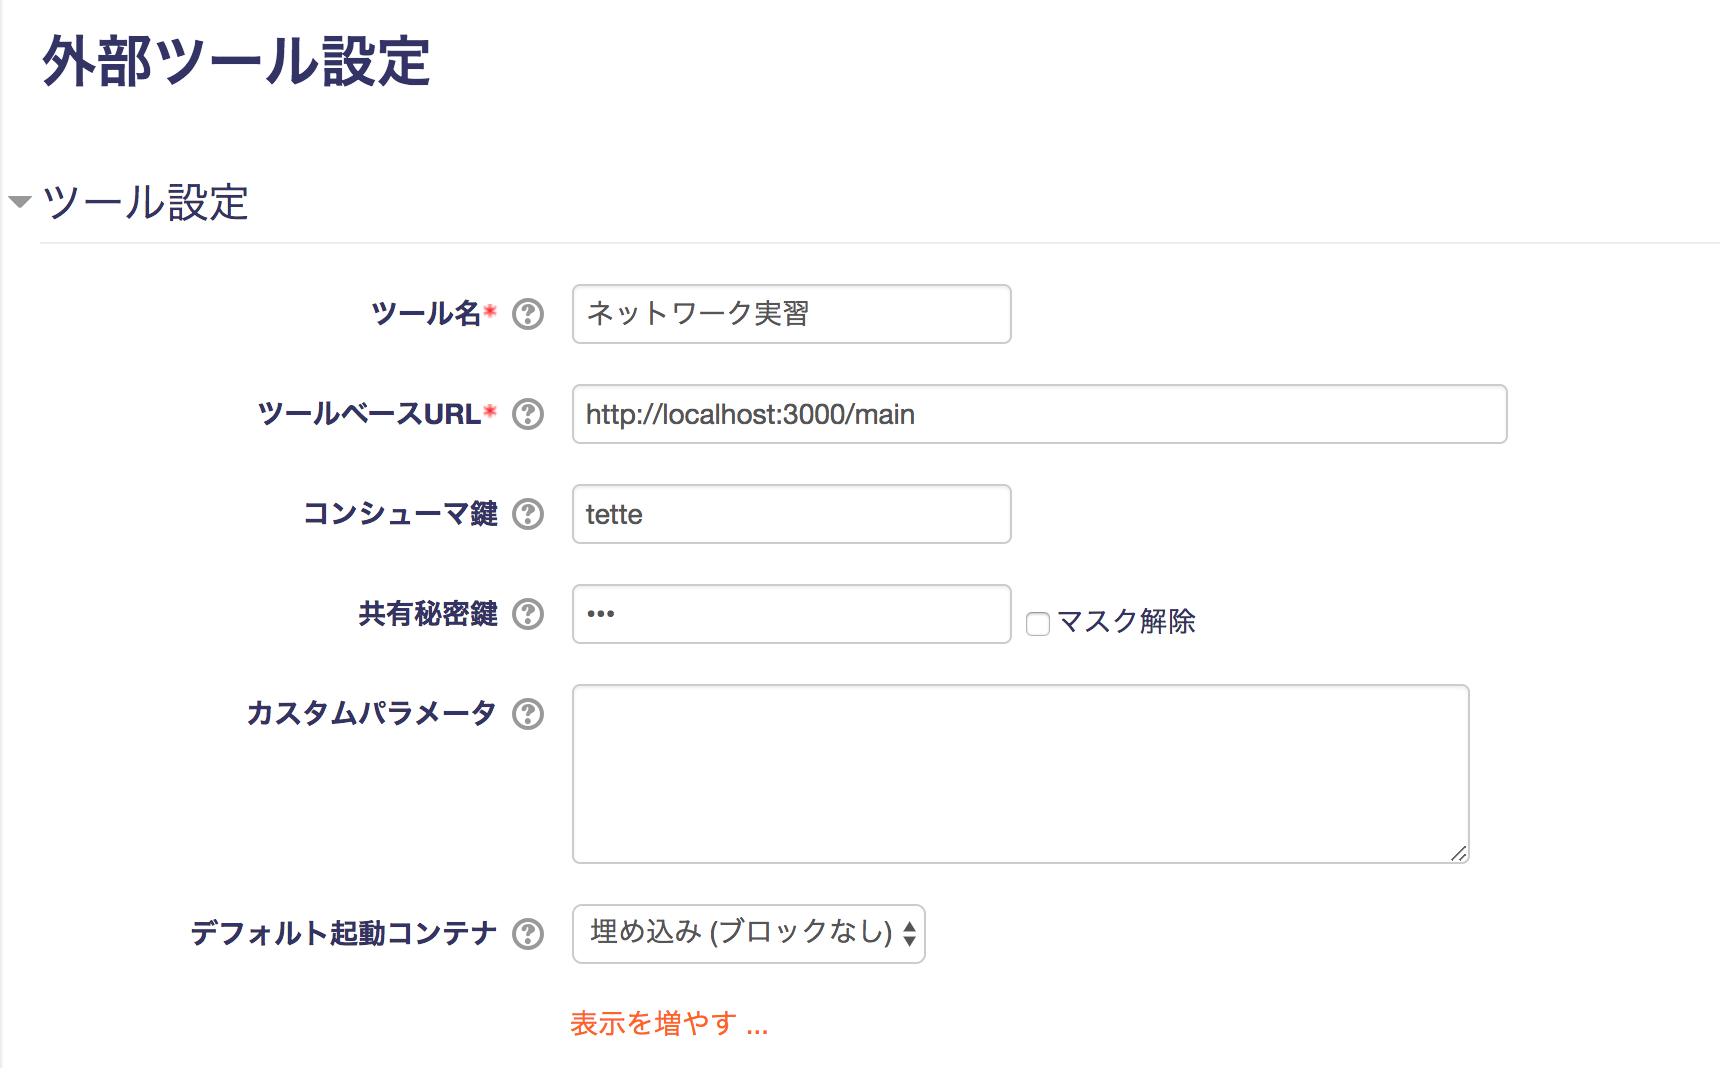 外部ツール設定
ツール設定
ツール名* ネットワーク実習
ツールベースURL* http://localhost:3000/main
コンシューマ鍵 tette
共有秘密鍵 ••• マスク解除
カスタムパラメータ
デフォルト起動コンテナ 埋め込み (ブロックなし)
表示を増やす ...